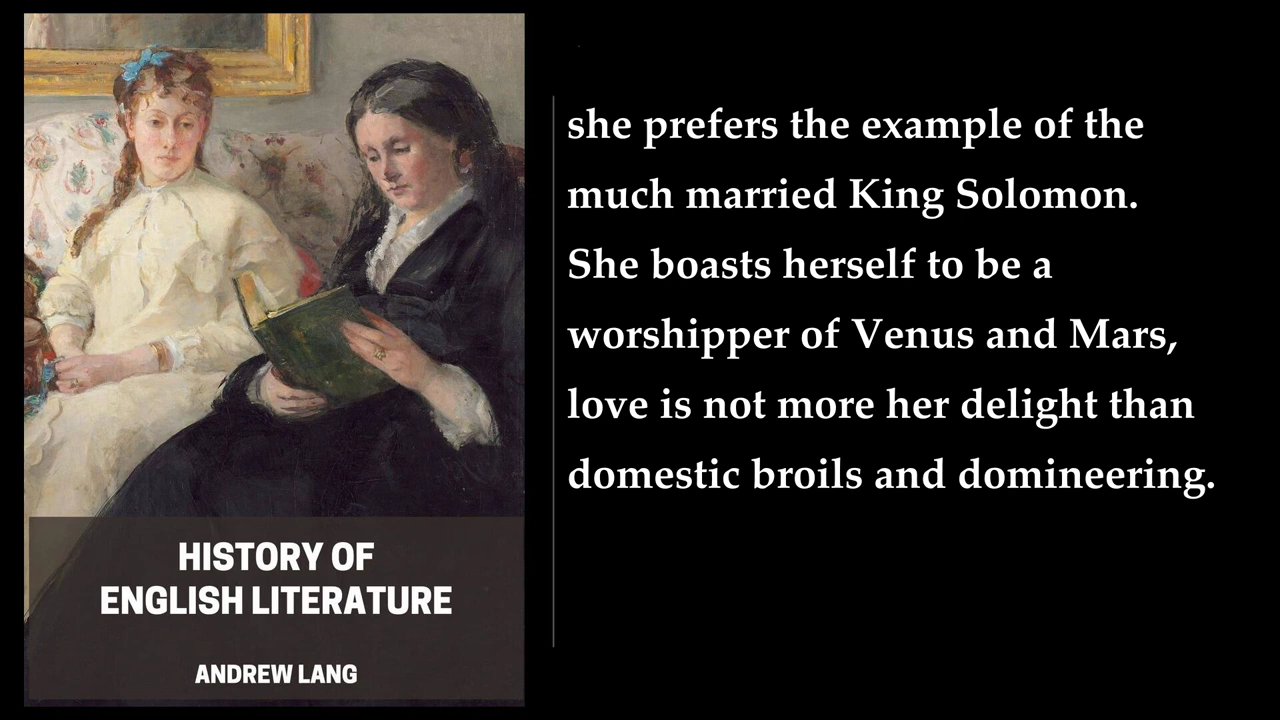 HISTORY OF
ENGLISH LITERATURE
ANDREW LANG
she prefers the example of the
much married King Solomon.
She boasts herself to be a
worshipper of Venus and Mars,
love is not more her delight than
domestic broils and domineering.